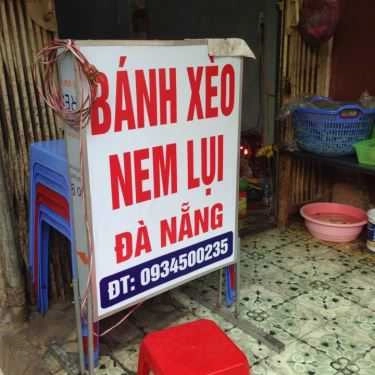 BÁNH XÈO
NEM LỤI
ĐÀ NẴNG
ĐT: 0934500235